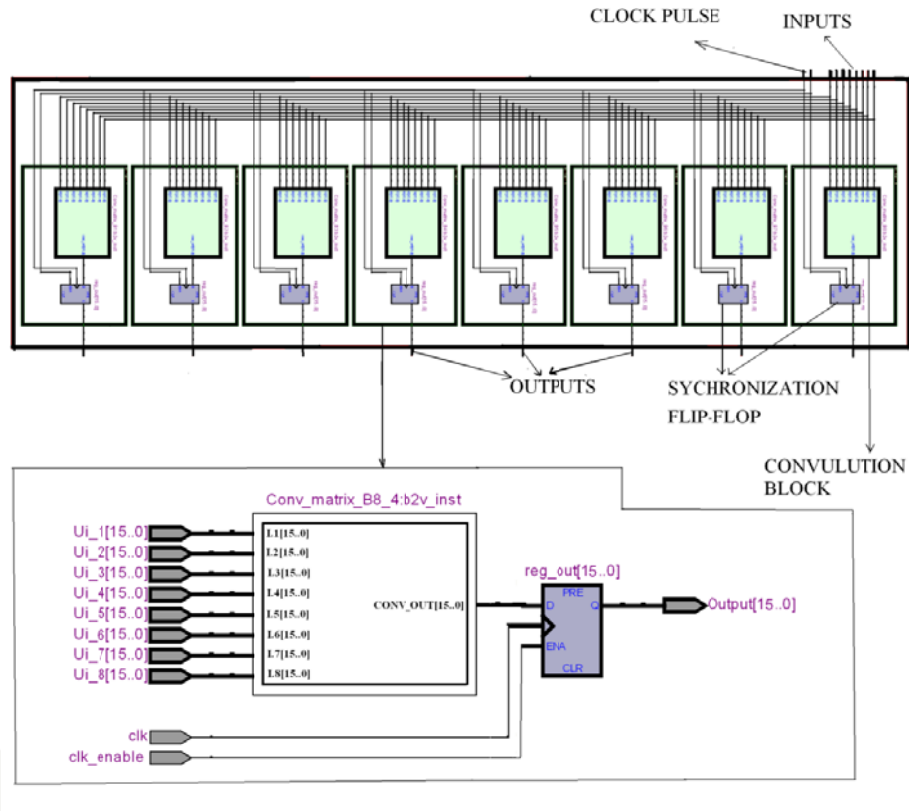 CLOCK PULSE
INPUTS
OUTPUTS
SYCHRONIZATION
FLIP-FLOP
CONVULUTION
BLOCK
Conv_matrix_B8_4:b2v_inst
Ui_1[15..0]
Ui_2[15..0]
Ui_3[15..0]
Ui_4[15..0]
Ui_5[15..0]
Ui_6[15..0]
Ui_7[15..0]
Ui_8[15..0]
L1[15..0]
L2[15..0]
L3[15..0]
L4[15..0]
L5[15..0]
L6[15..0]
L7[15..0]
L8[15..0]
CONV_OUT[15..0]
reg_out[15..0]
PRE
D
Q
ENA
CLR
Output[15..0]
clk
clk_enable